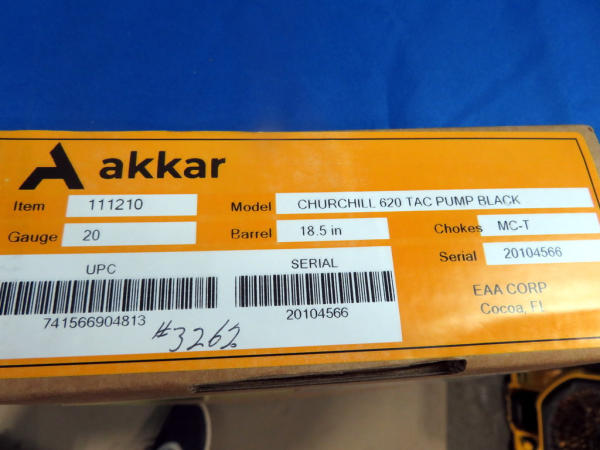 akkar
Item 111210 Model CHURCHILL 620 TAC PUMP BLACK
Gauge 20 Barrel 18.5 in Chokes MC-T
Serial 20104566
UPC SERIAL
EAA CORP
Cocoa, FL
741566904813 20104566
#3262